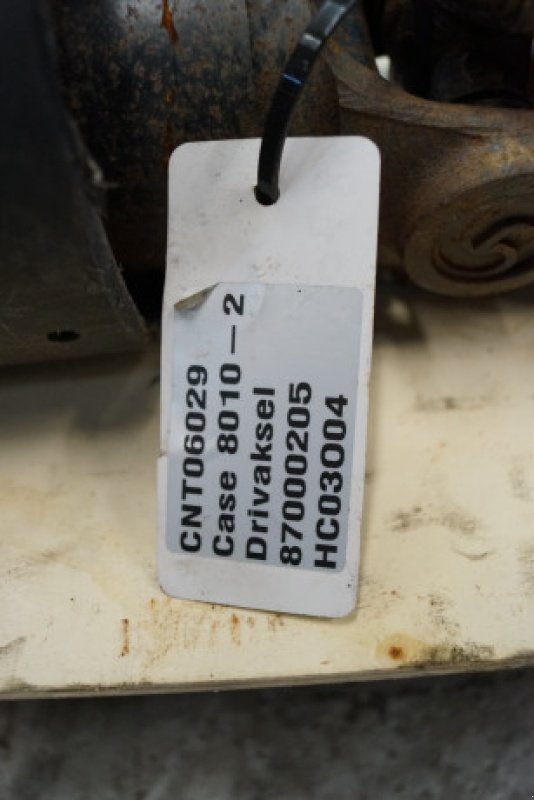 CNT06029
Case 8010-2
Drivaksel
87000205
HC03004